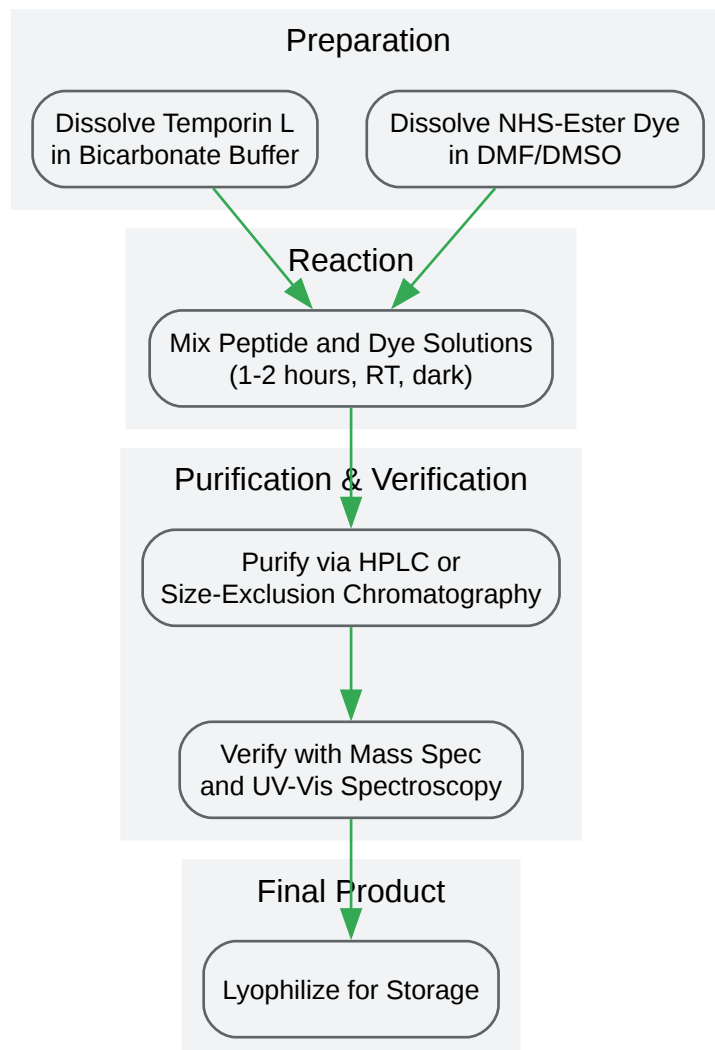 Preparation
Dissolve Temporin L
in Bicarbonate Buffer
Dissolve NHS-Ester Dye
in DMF/DMSO
Reaction
Mix Peptide and Dye Solutions
(1-2 hours, RT, dark)
Purification & Verification
Purify via HPLC or
Size-Exclusion Chromatography
Verify with Mass Spec
and UV-Vis Spectroscopy
Final Product
Lyophilize for Storage